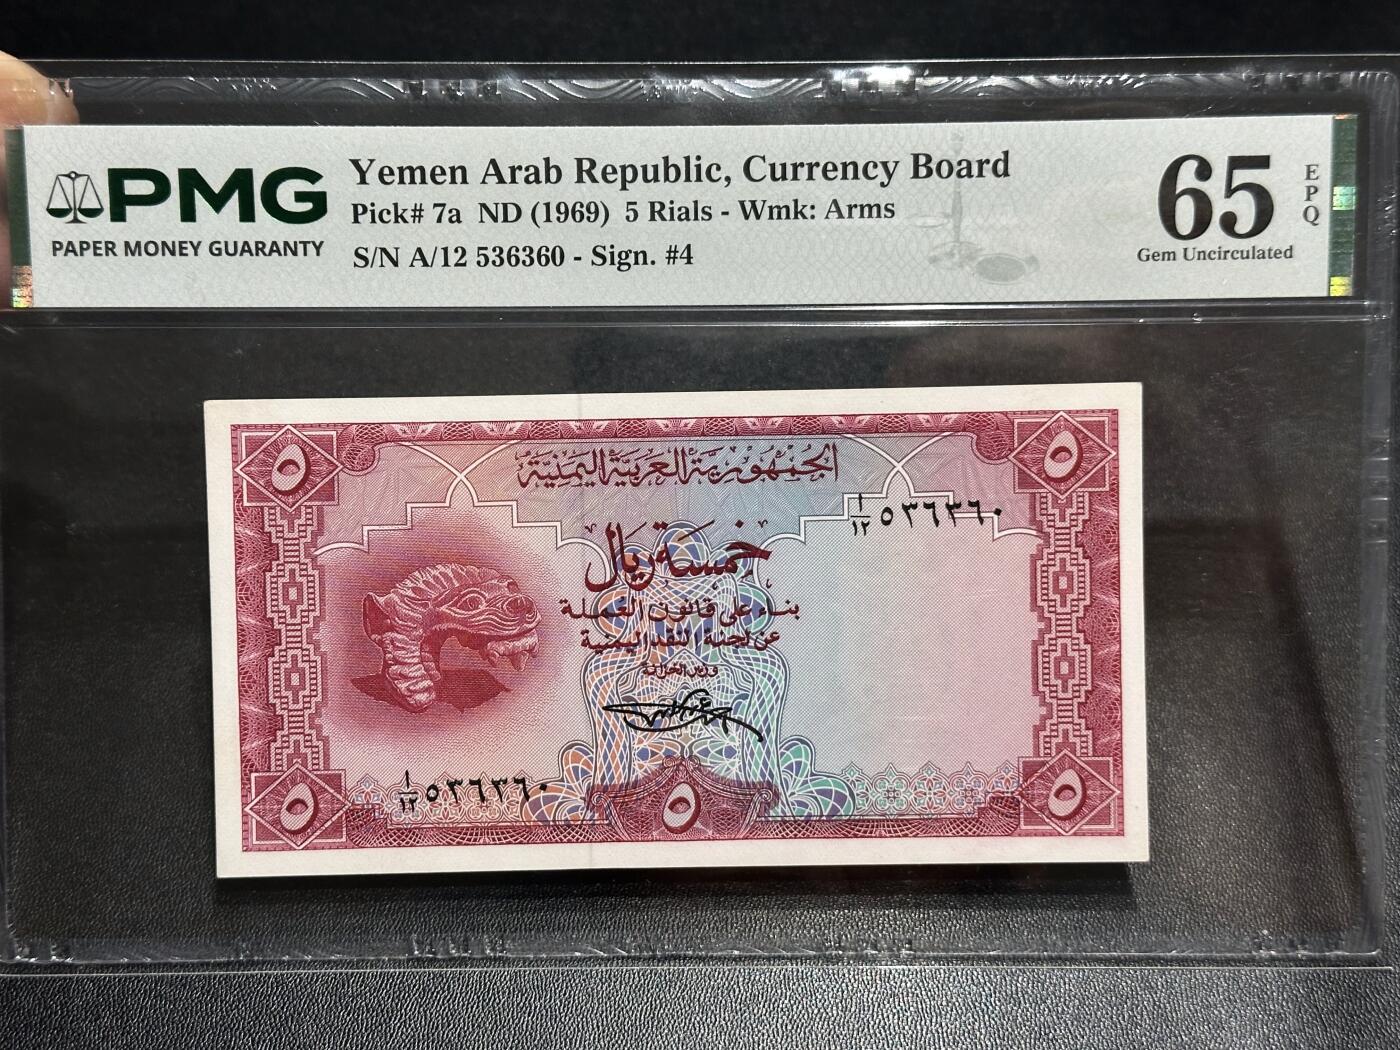 PMG
PAPER MONEY GUARANTY
Yemen Arab Republic, Currency Board
Pick# 7a ND (1969) 5 Rials - Wmk: Arms
S/N A/12 536360 - Sign. #4
65
EPQ
Gem Uncirculated
٥ ٥
الجمهورية العربية اليمنية
١/١٢ ٥٣٦٣٦٠
خمسة ريال
بناء على قانون العملة
عن لجنة النقد اليمنية
١/١٢ ٥٣٦٣٦٠
٥ ٥ ٥